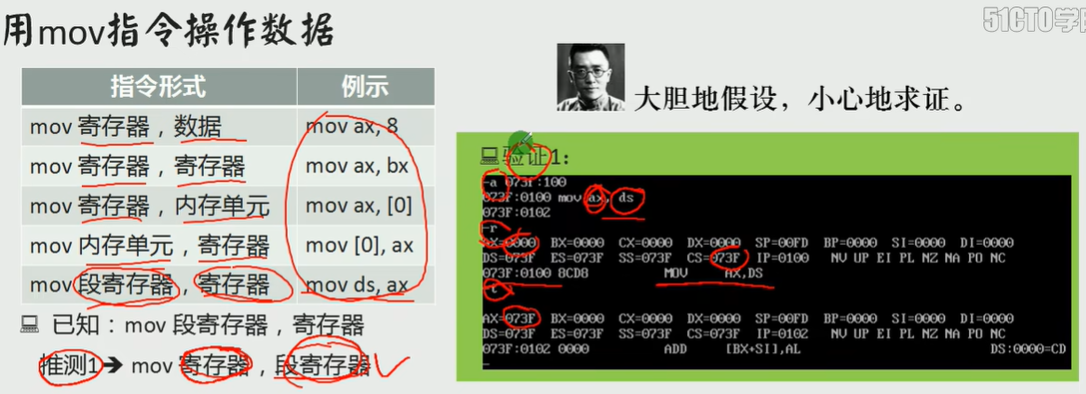 用mov指令操作数据
51CTO学
指令形式 例示
mov 寄存器，数据 mov ax, 8
mov 寄存器，寄存器 mov ax, bx
mov 寄存器，内存单元 mov ax, [0]
mov 内存单元，寄存器 mov [0], ax
mov 段寄存器，寄存器 mov ds, ax
已知：mov 段寄存器，寄存器
推测1➔ mov 寄存器，段寄存器
大胆地假设，小心地求证。
验证1：
-a 073F:100
073F:0100 mov ax, ds
073F:0102
-r
AX=0000 BX=0000 CX=0000 DX=0000 SP=00FD BP=0000 SI=0000 DI=0000
DS=073F ES=073F SS=073F CS=073F IP=0100 NV UP EI PL NZ NA PO NC
073F:0100 8CD8 MOV AX,DS
-t
AX=073F BX=0000 CX=0000 DX=0000 SP=00FD BP=0000 SI=0000 DI=0000
DS=073F ES=073F SS=073F CS=073F IP=0102 NV UP EI PL NZ NA PO NC
073F:0102 0000 ADD [BX+SI],AL DS:0000=CD
-